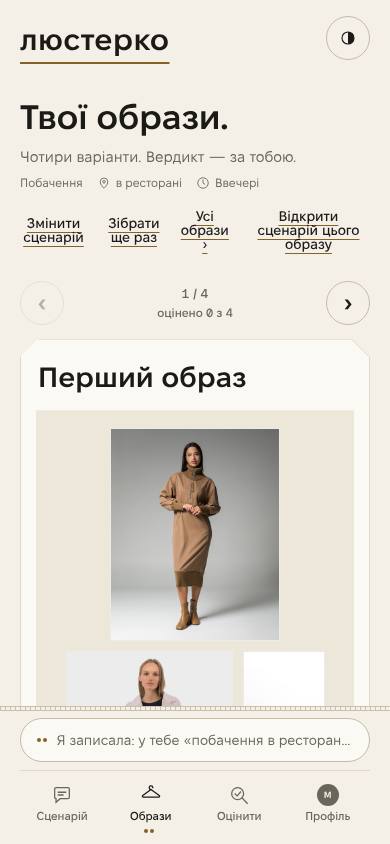 люстерко
Твої образи.
Чотири варіанти. Вердикт — за тобою.
Побачення в ресторані Ввечері
Змінити
сценарій
Зібрати
ще раз
Усі
образи
›
Відкрити
сценарій цього
образу
‹
1 / 4
оцінено 0 з 4
›
Перший образ
Я записала: у тебе «побачення в ресторан...
Сценарій
Образи
Оцінити
М
Профіль